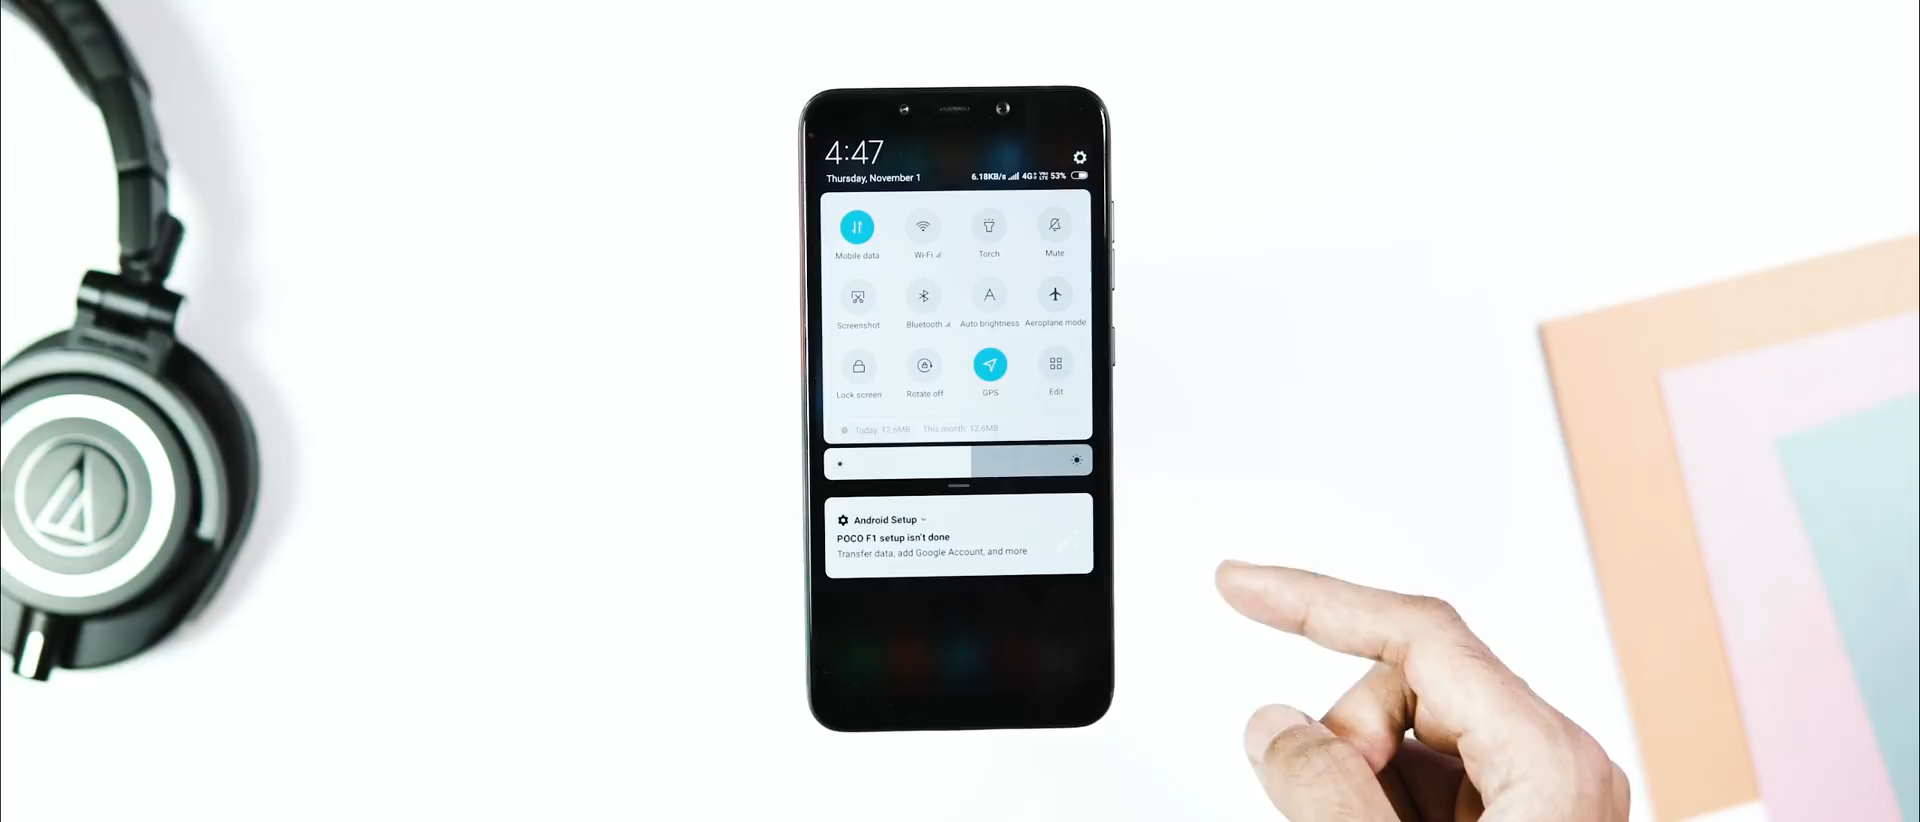 4:47
Thursday, November 1
6.18KB/s 4G VoLTE 53%
Mobile data Wi-Fi Torch Mute
Screenshot Bluetooth Auto brightness Aeroplane mode
Lock screen Rotate off GPS Edit
Today: 12.6MB This month: 12.6MB
Android Setup
POCO F1 setup isn't done
Transfer data, add Google Account, and more